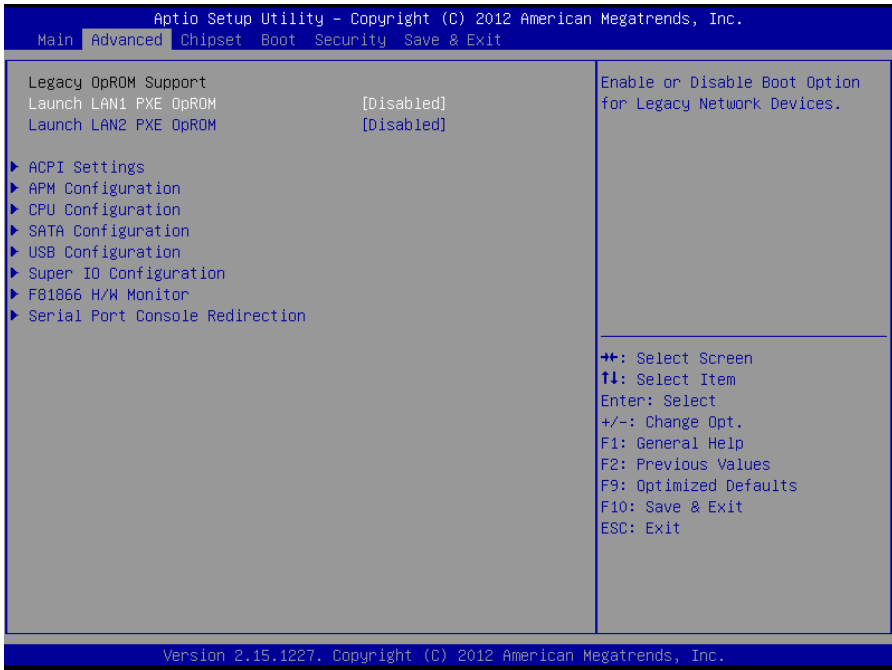 Aptio Setup Utility – Copyright (C) 2012 American Megatrends, Inc.
Main Advanced Chipset Boot Security Save & Exit
Legacy OpROM Support
Launch LAN1 PXE OpROM [Disabled]
Launch LAN2 PXE OpROM [Disabled]
► ACPI Settings
► APM Configuration
► CPU Configuration
► SATA Configuration
► USB Configuration
► Super IO Configuration
► F81866 H/W Monitor
► Serial Port Console Redirection
Enable or Disable Boot Option
for Legacy Network Devices.
→←: Select Screen
↑↓: Select Item
Enter: Select
+/-: Change Opt.
F1: General Help
F2: Previous Values
F9: Optimized Defaults
F10: Save & Exit
ESC: Exit
Version 2.15.1227. Copyright (C) 2012 American Megatrends, Inc.